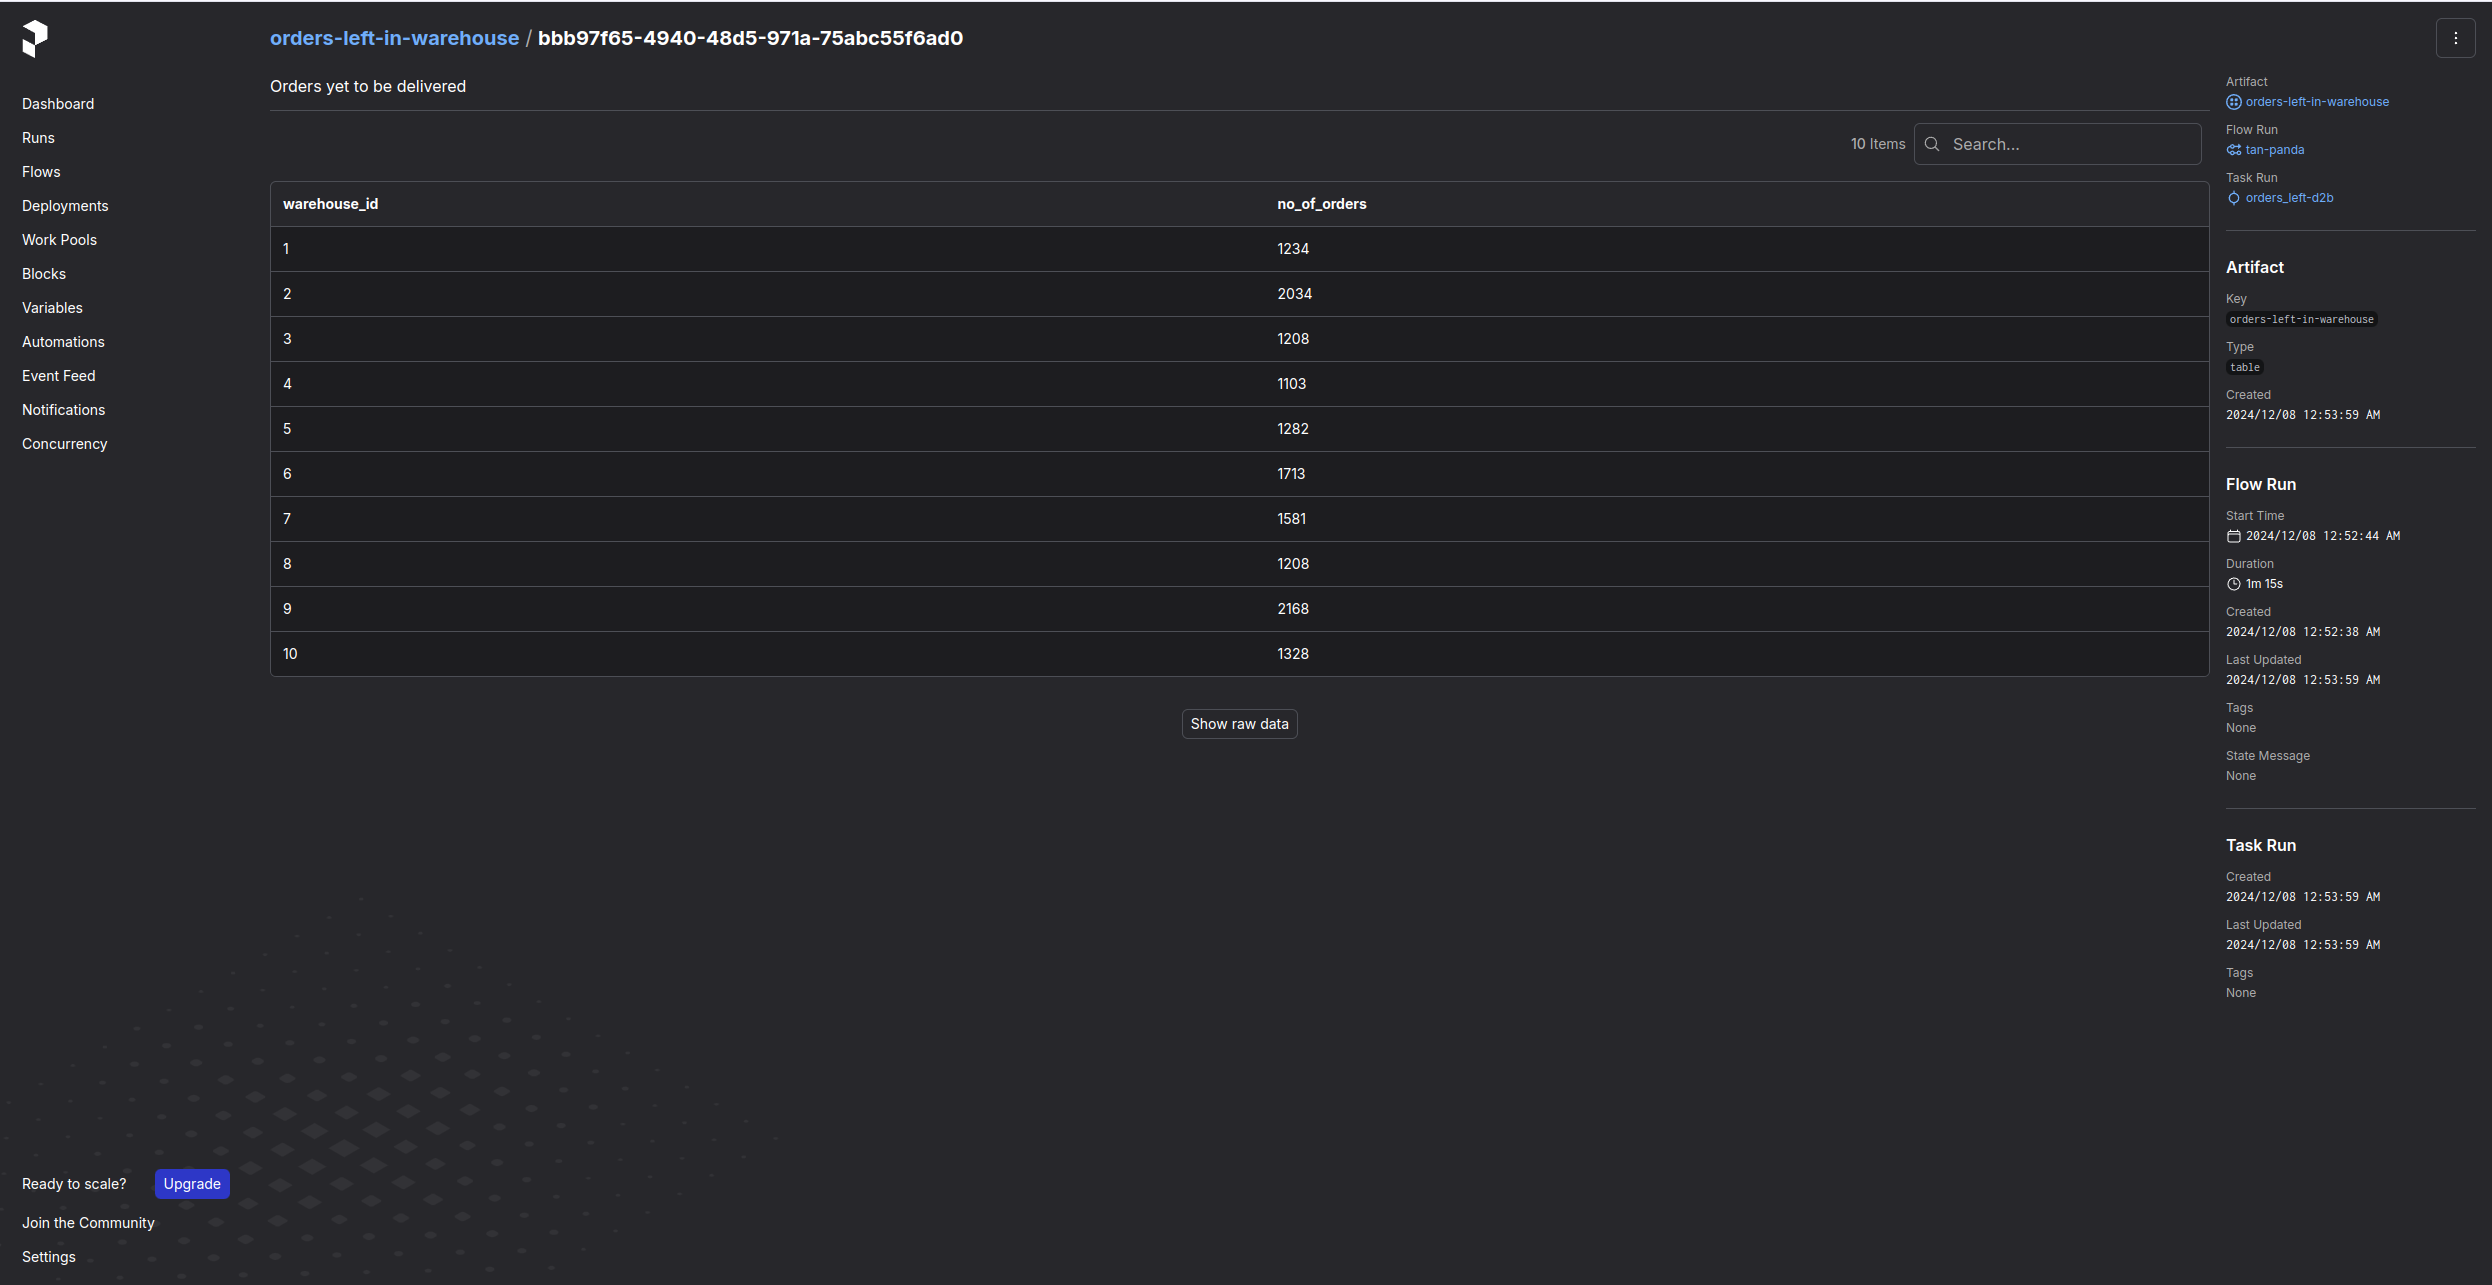 orders-left-in-warehouse / bbb97f65-4940-48d5-971a-75abc55f6ad0
Dashboard
Runs
Flows
Deployments
Work Pools
Blocks
Variables
Automations
Event Feed
Notifications
Concurrency
Ready to scale? Upgrade
Join the Community
Settings
Orders yet to be delivered
10 Items Search...
warehouse_id no_of_orders
1 1234
2 2034
3 1208
4 1103
5 1282
6 1713
7 1581
8 1208
9 2168
10 1328
Show raw data
Artifact
orders-left-in-warehouse
Flow Run
tan-panda
Task Run
orders_left-d2b
Artifact
Key
orders-left-in-warehouse
Type
table
Created
2024/12/08 12:53:59 AM
Flow Run
Start Time
2024/12/08 12:52:44 AM
Duration
1m 15s
Created
2024/12/08 12:52:38 AM
Last Updated
2024/12/08 12:53:59 AM
Tags
None
State Message
None
Task Run
Created
2024/12/08 12:53:59 AM
Last Updated
2024/12/08 12:53:59 AM
Tags
None